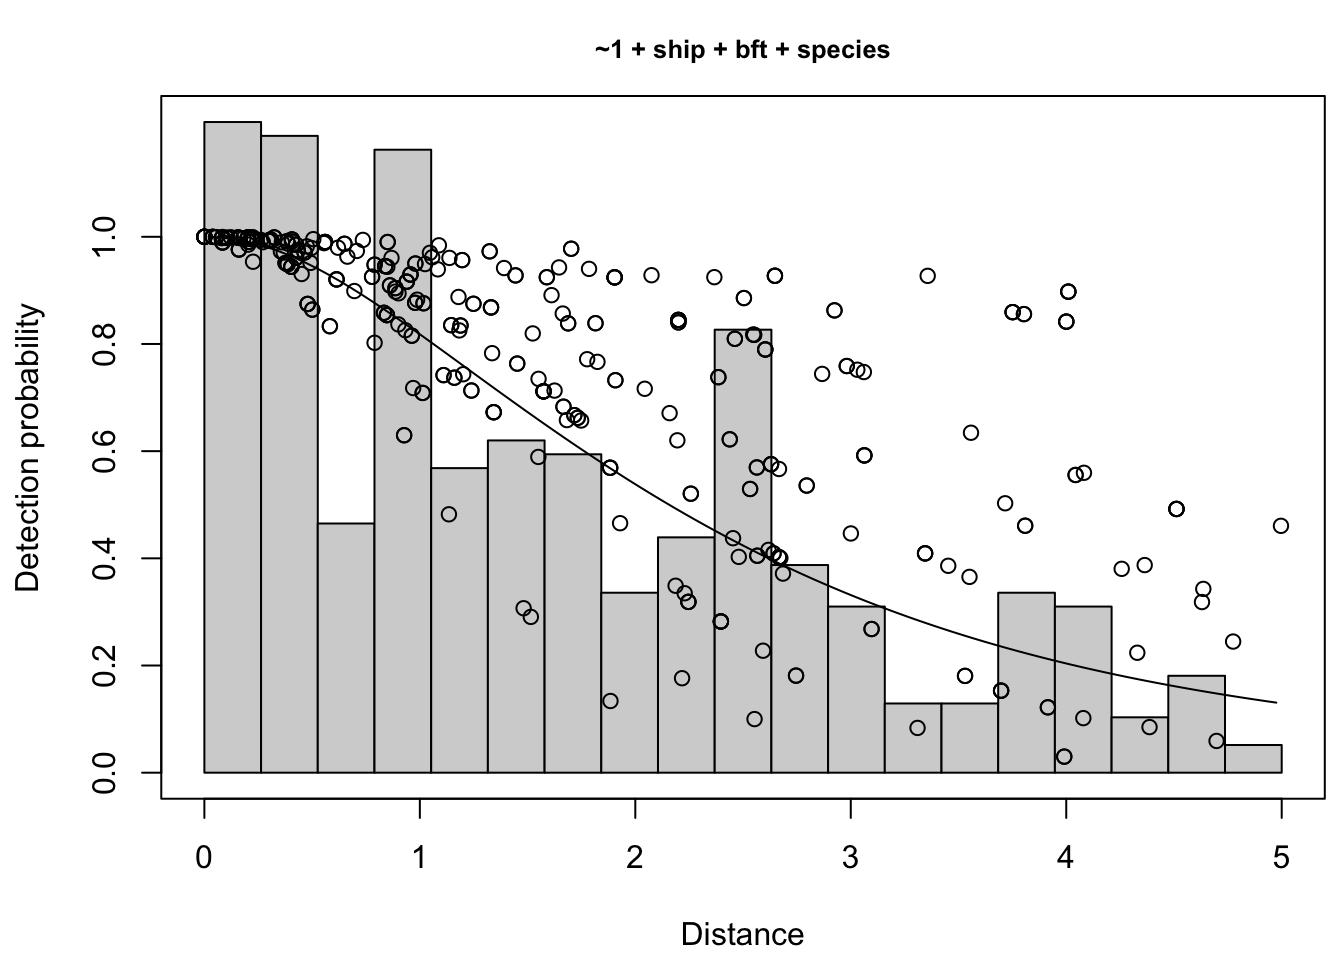 ~1 + ship + bft + species
Detection probability
1.0
0.8
0.6
0.4
0.2
0.0
0 1 2 3 4 5
Distance